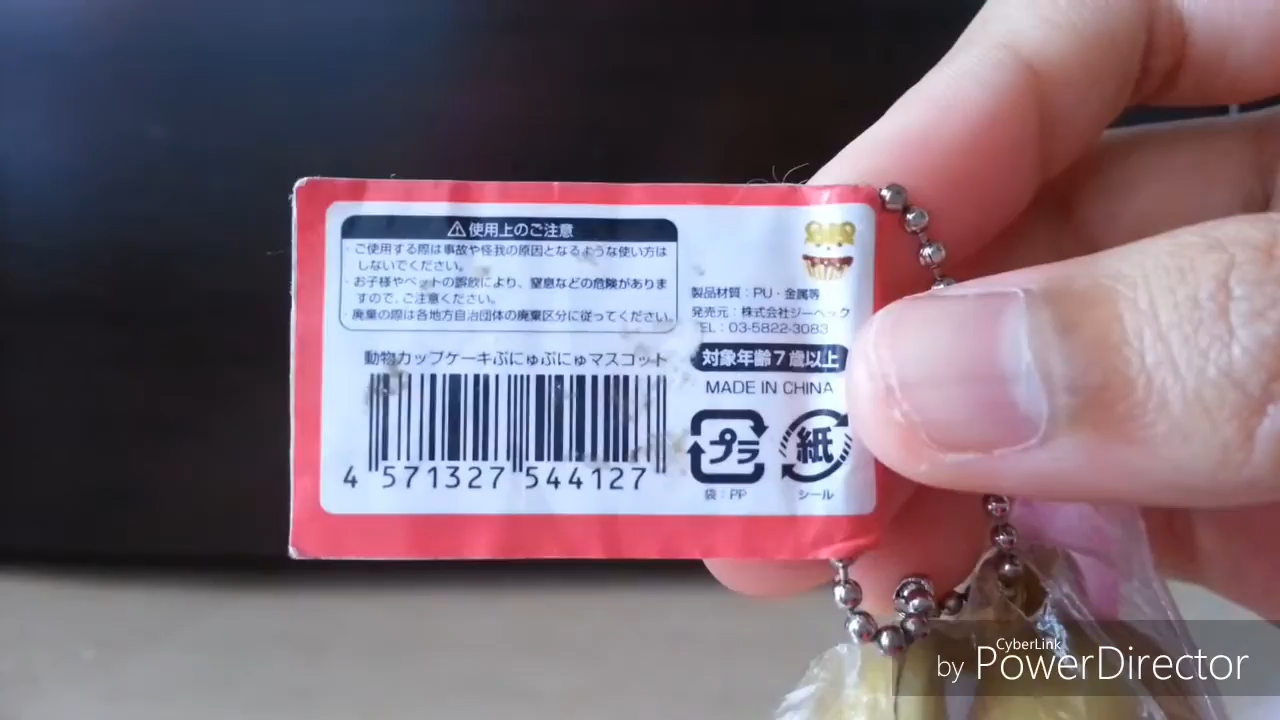 ⚠使用上のご注意
・ご使用する際は事故や怪我の原因となるような使い方は
しないでください。
・お子様やペットの誤飲により、窒息などの危険がありま
すので、ご注意ください。
・廃棄の際は各地方自治団体の廃棄区分に従ってください。
製品材質：PU・金属等
発売元：株式会社ジーベック
TEL：03-5822-3083
動物カップケーキぷにゅぷにゅマスコット
対象年齢7歳以上
MADE IN CHINA
4 571327 544127
プラ
紙
袋：PP
シール
CyberLink
by PowerDirector